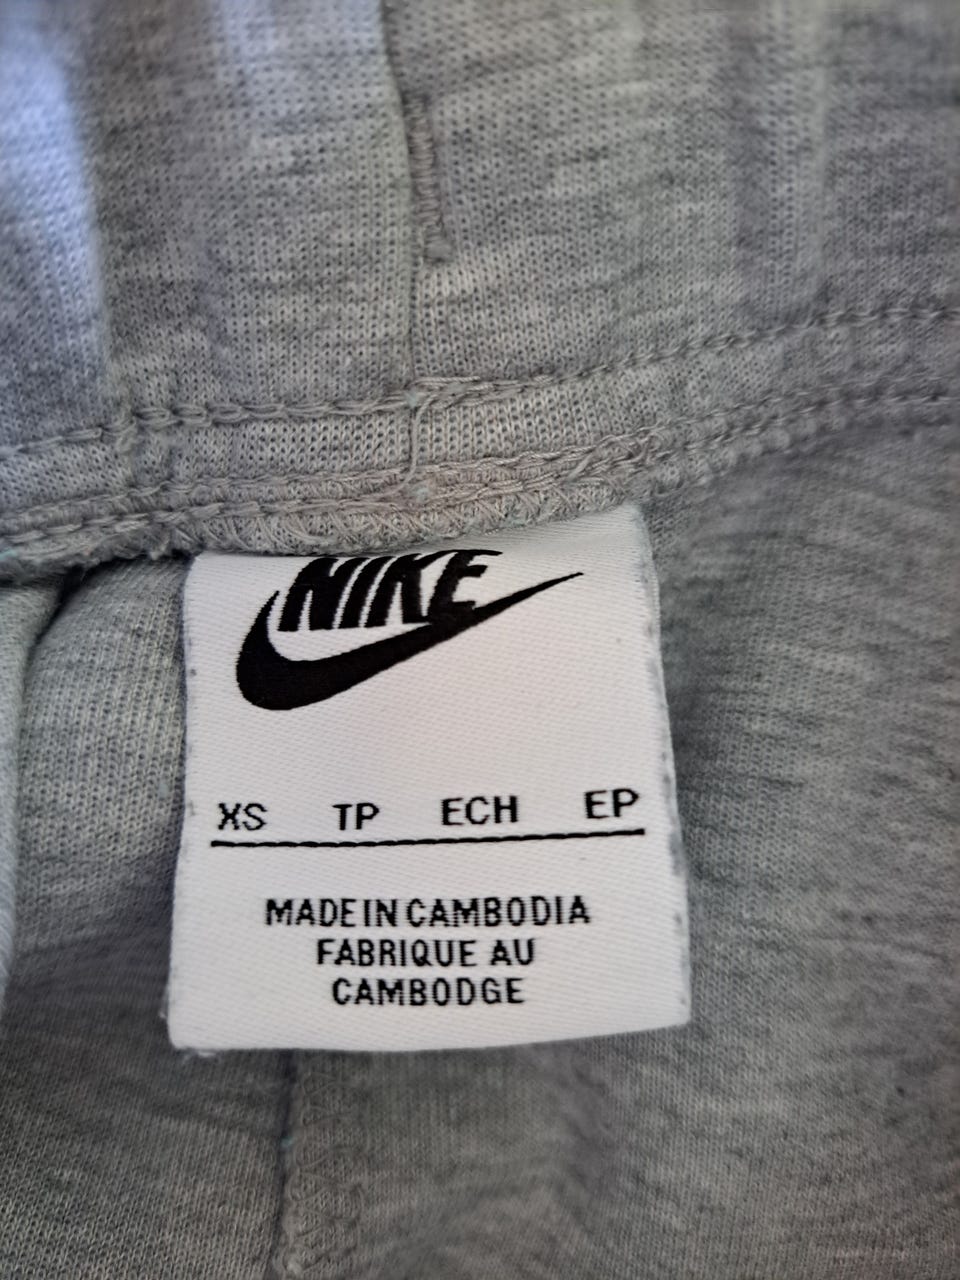 NIKE
XS TP ECH EP
MADE IN CAMBODIA
FABRIQUE AU
CAMBODGE